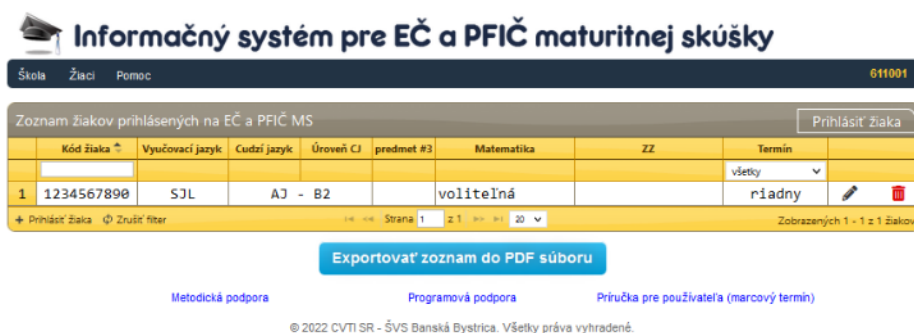 Informačný systém pre EČ a PFIČ maturitnej skúšky
Škola Žiaci Pomoc 611001
Zoznam žiakov prihlásených na EČ a PFIČ MS Prihlásiť žiaka
Kód žiaka Vyučovací jazyk Cudzí jazyk Úroveň CJ predmet #3 Matematika ZZ Termín
všetky
1 1234567890 SJL AJ - B2 voliteľná riadny
+ Prihlásiť žiaka Zrušiť filter Strana 1 z 1 20 Zobrazených 1 - 1 z 1 žiakov
Exportovať zoznam do PDF súboru
Metodická podpora Programová podpora Príručka pre používateľa (marcový termín)
© 2022 CVTI SR - ŠVS Banská Bystrica. Všetky práva vyhradené.